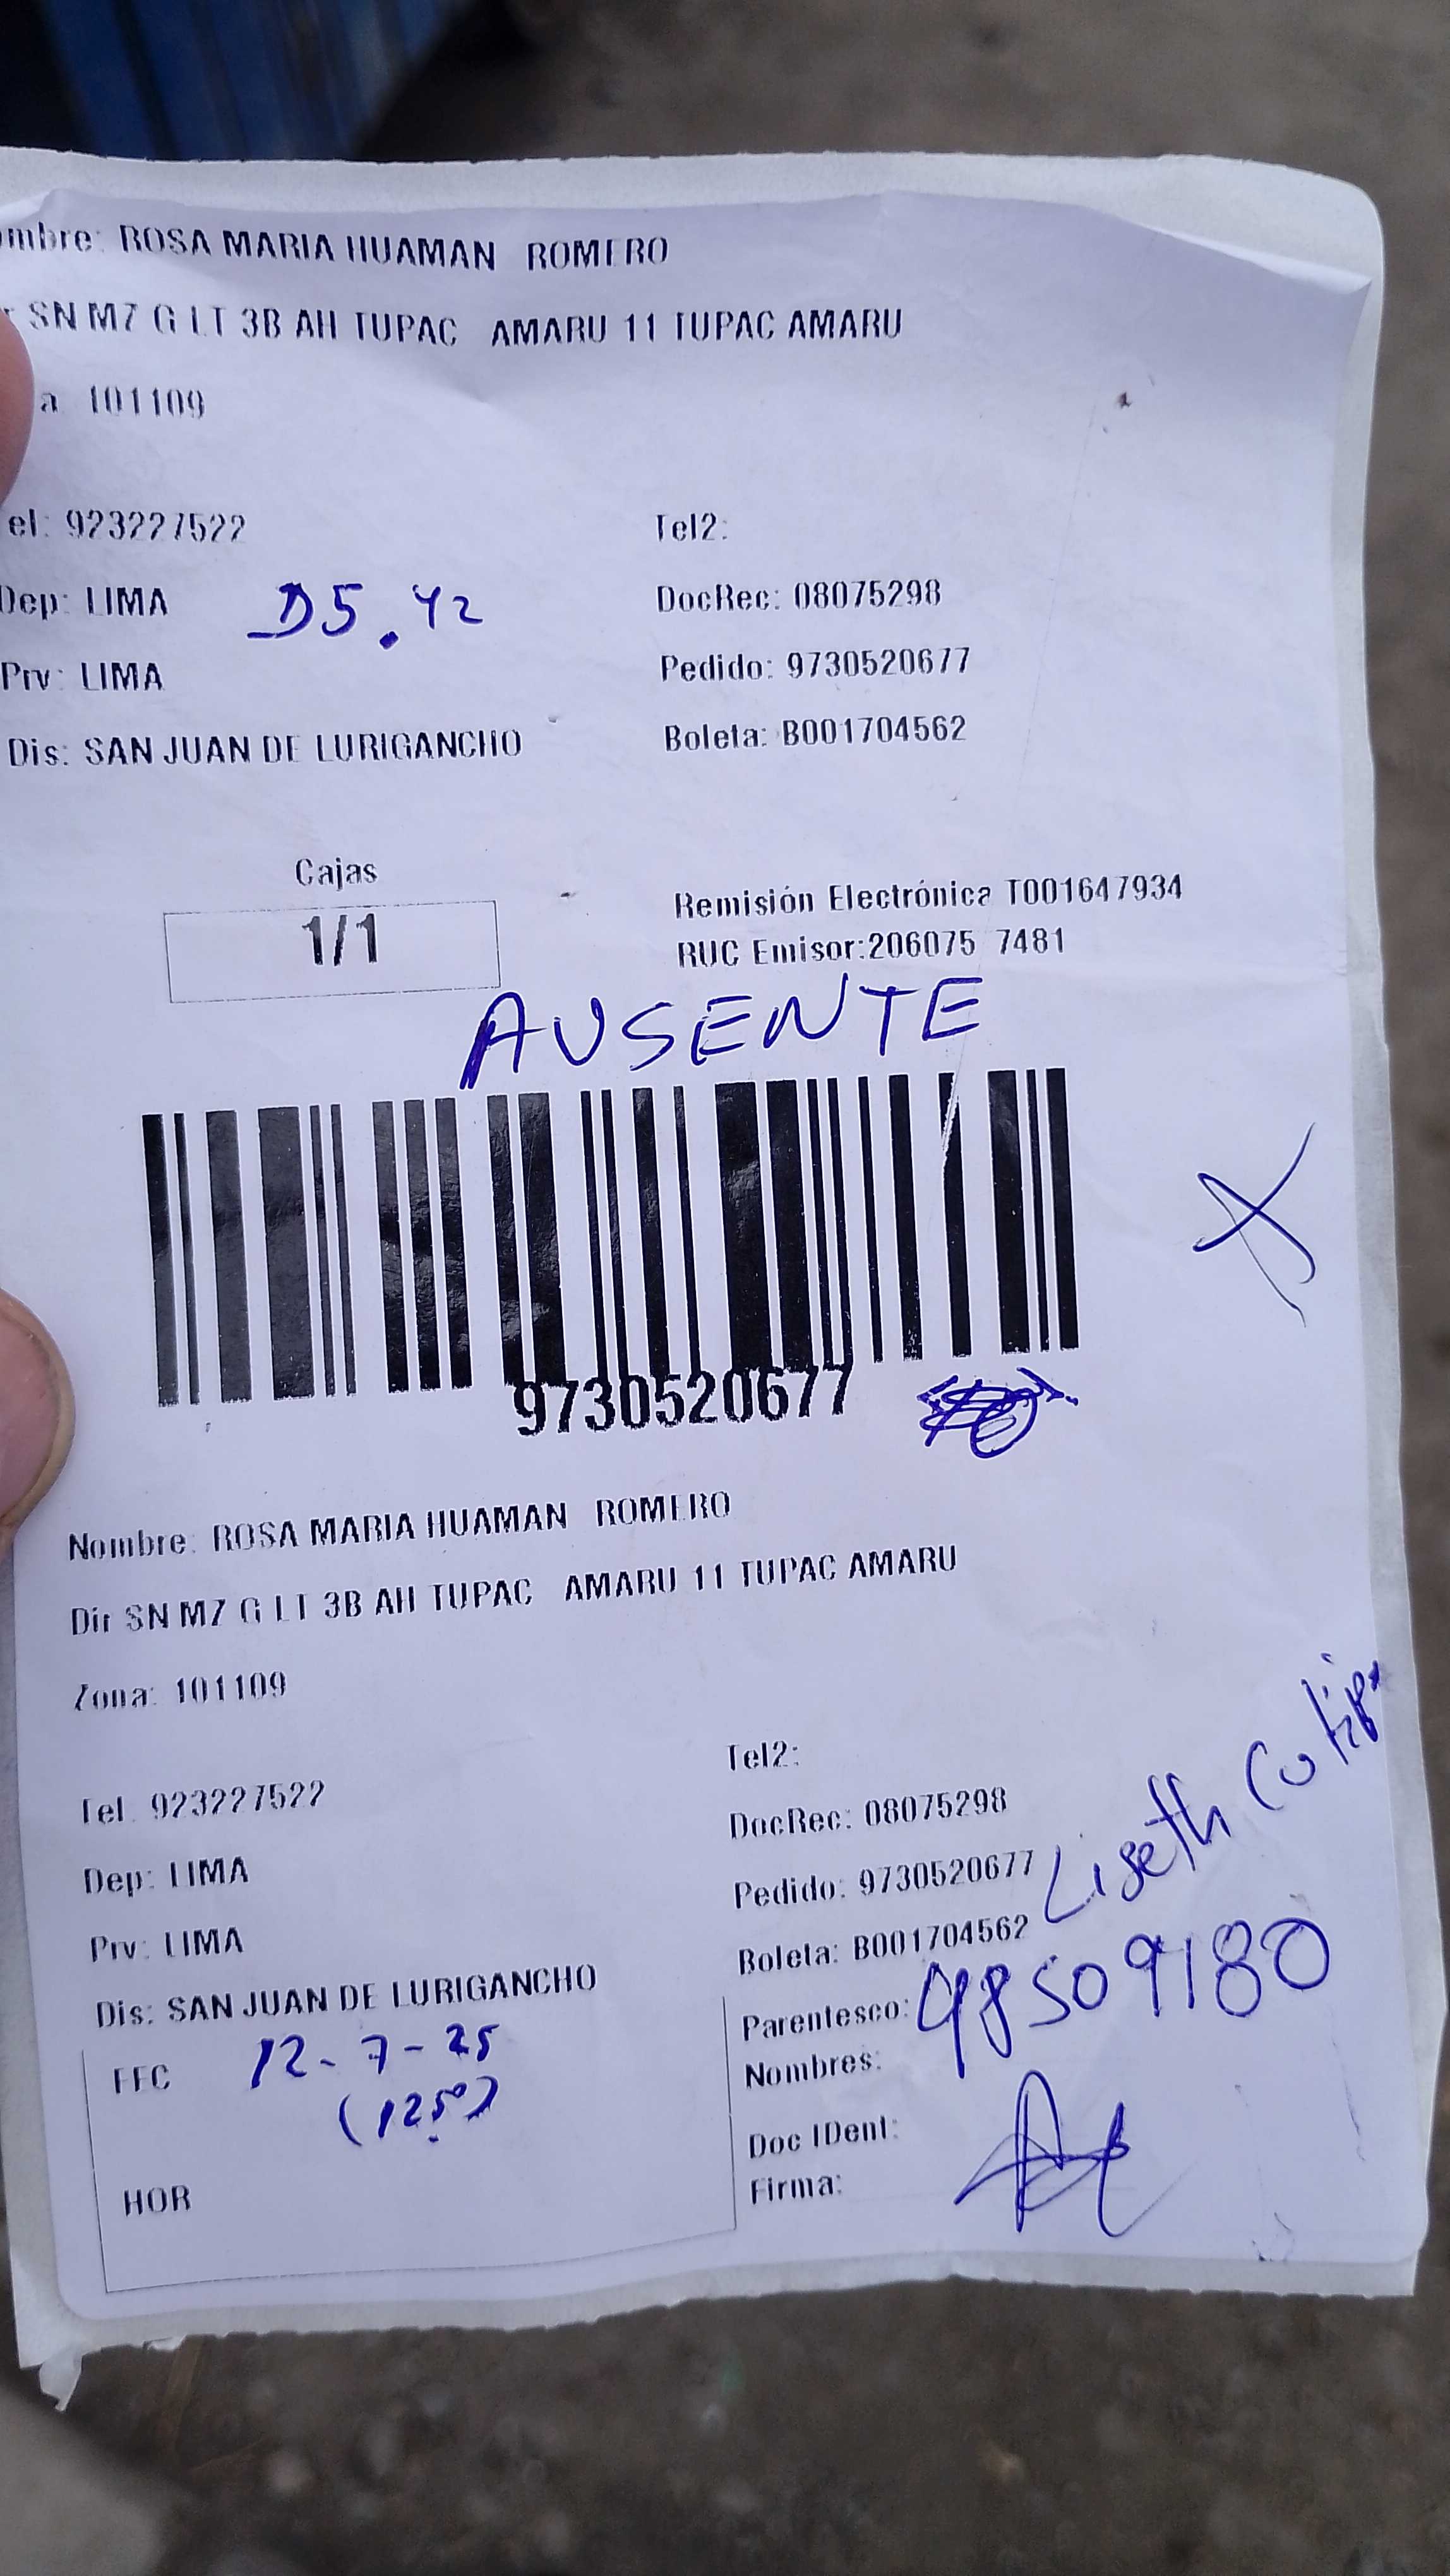 mbre: ROSA MARIA HUAMAN ROMERO
SN MZ G LT 3B AH TUPAC AMARU 11 TUPAC AMARU
a 101109
el: 923227522 Tel2:
Dep: LIMA D5.42 DocRec: 08075298
Prv: LIMA Pedido: 9730520677
Dis: SAN JUAN DE LURIGANCHO Boleta: B001704562
Cajas
1/1
Remisión Electrónica T001647934
RUC Emisor:206075 7481
AUSENTE
9730520677
Nombre: ROSA MARIA HUAMAN ROMERO
Dir SN MZ G LT 3B AH TUPAC AMARU 11 TUPAC AMARU
Zona: 101109
Tel 923227522 Tel2:
Dep: LIMA DocRec: 08075298
Prv: LIMA Pedido: 9730520677
Dis: SAN JUAN DE LURIGANCHO Boleta: B001704562
Liseth
FEC 12-7-25
(1250)
HOR
Parentesco: 48509180
Nombres:
Doc IDent:
Firma: